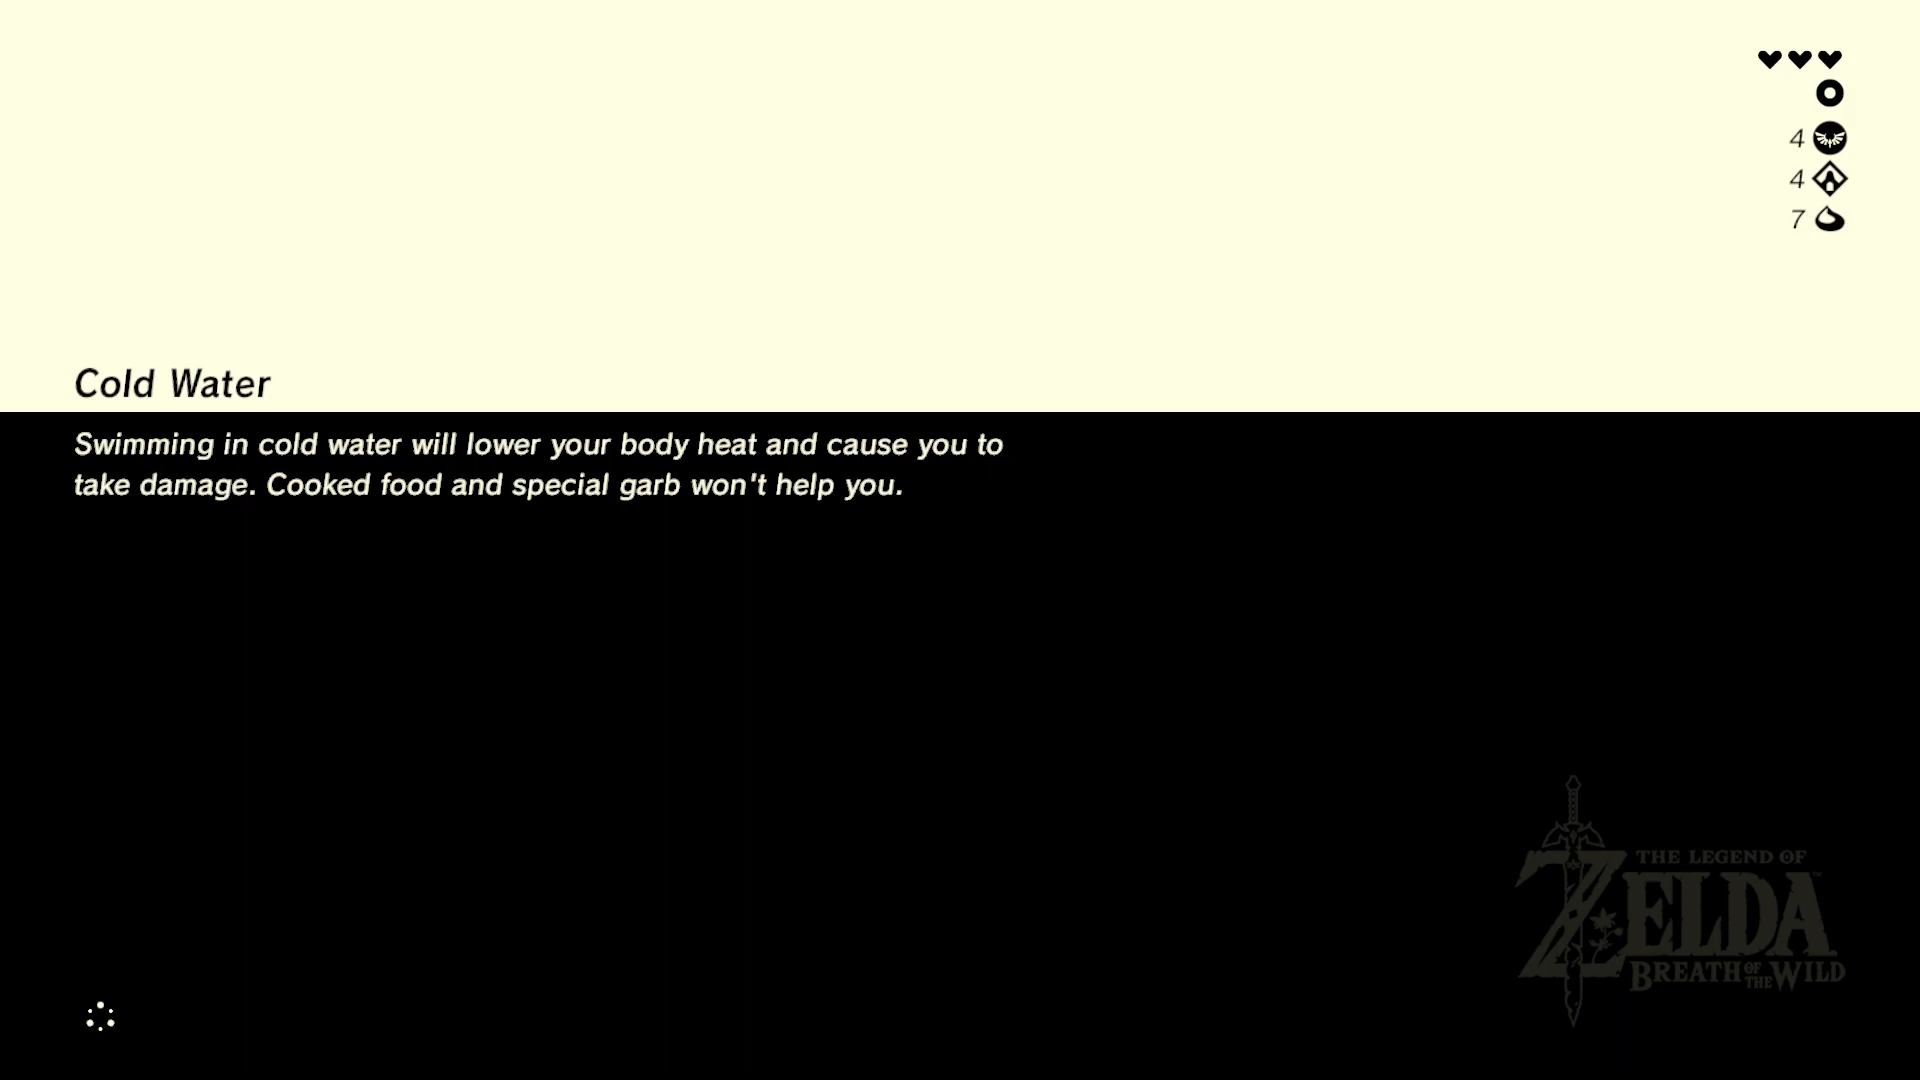 4
4
7
Cold Water
Swimming in cold water will lower your body heat and cause you to
take damage. Cooked food and special garb won't help you.
THE LEGEND OF
ZELDA
BREATH OF THE WILD